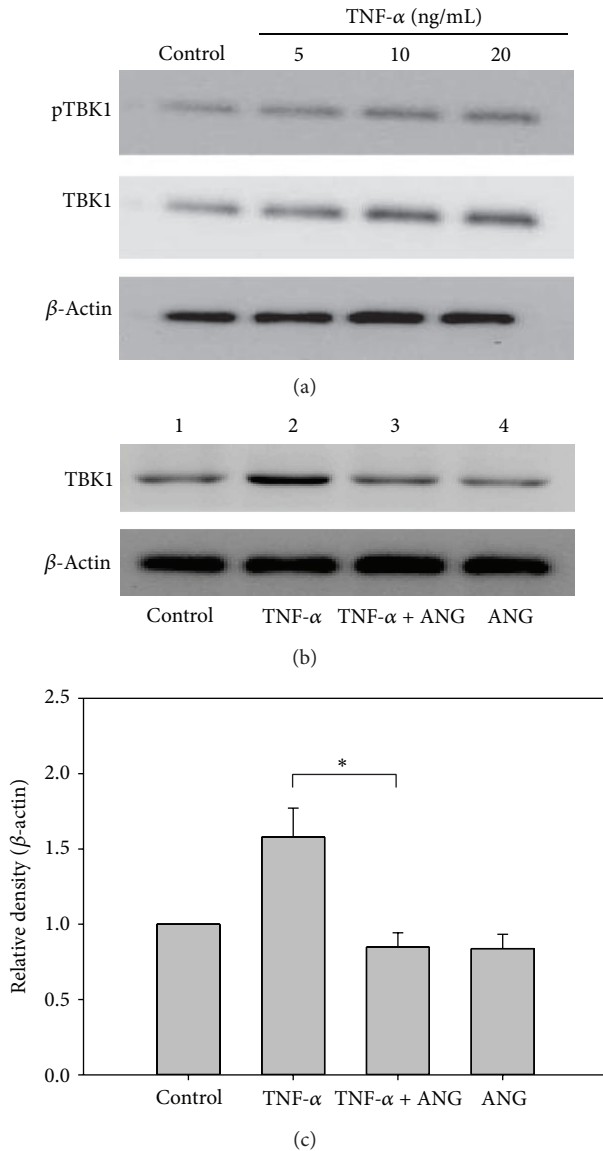 TNF-α (ng/mL)
Control 5 10 20
pTBK1
TBK1
β-Actin
(a)
1 2 3 4
TBK1
β-Actin
Control TNF-α TNF-α + ANG ANG
(b)
2.5
2.0
*
1.5
1.0
0.5
0.0
Relative density (β-actin)
Control TNF-α TNF-α + ANG ANG
(c)